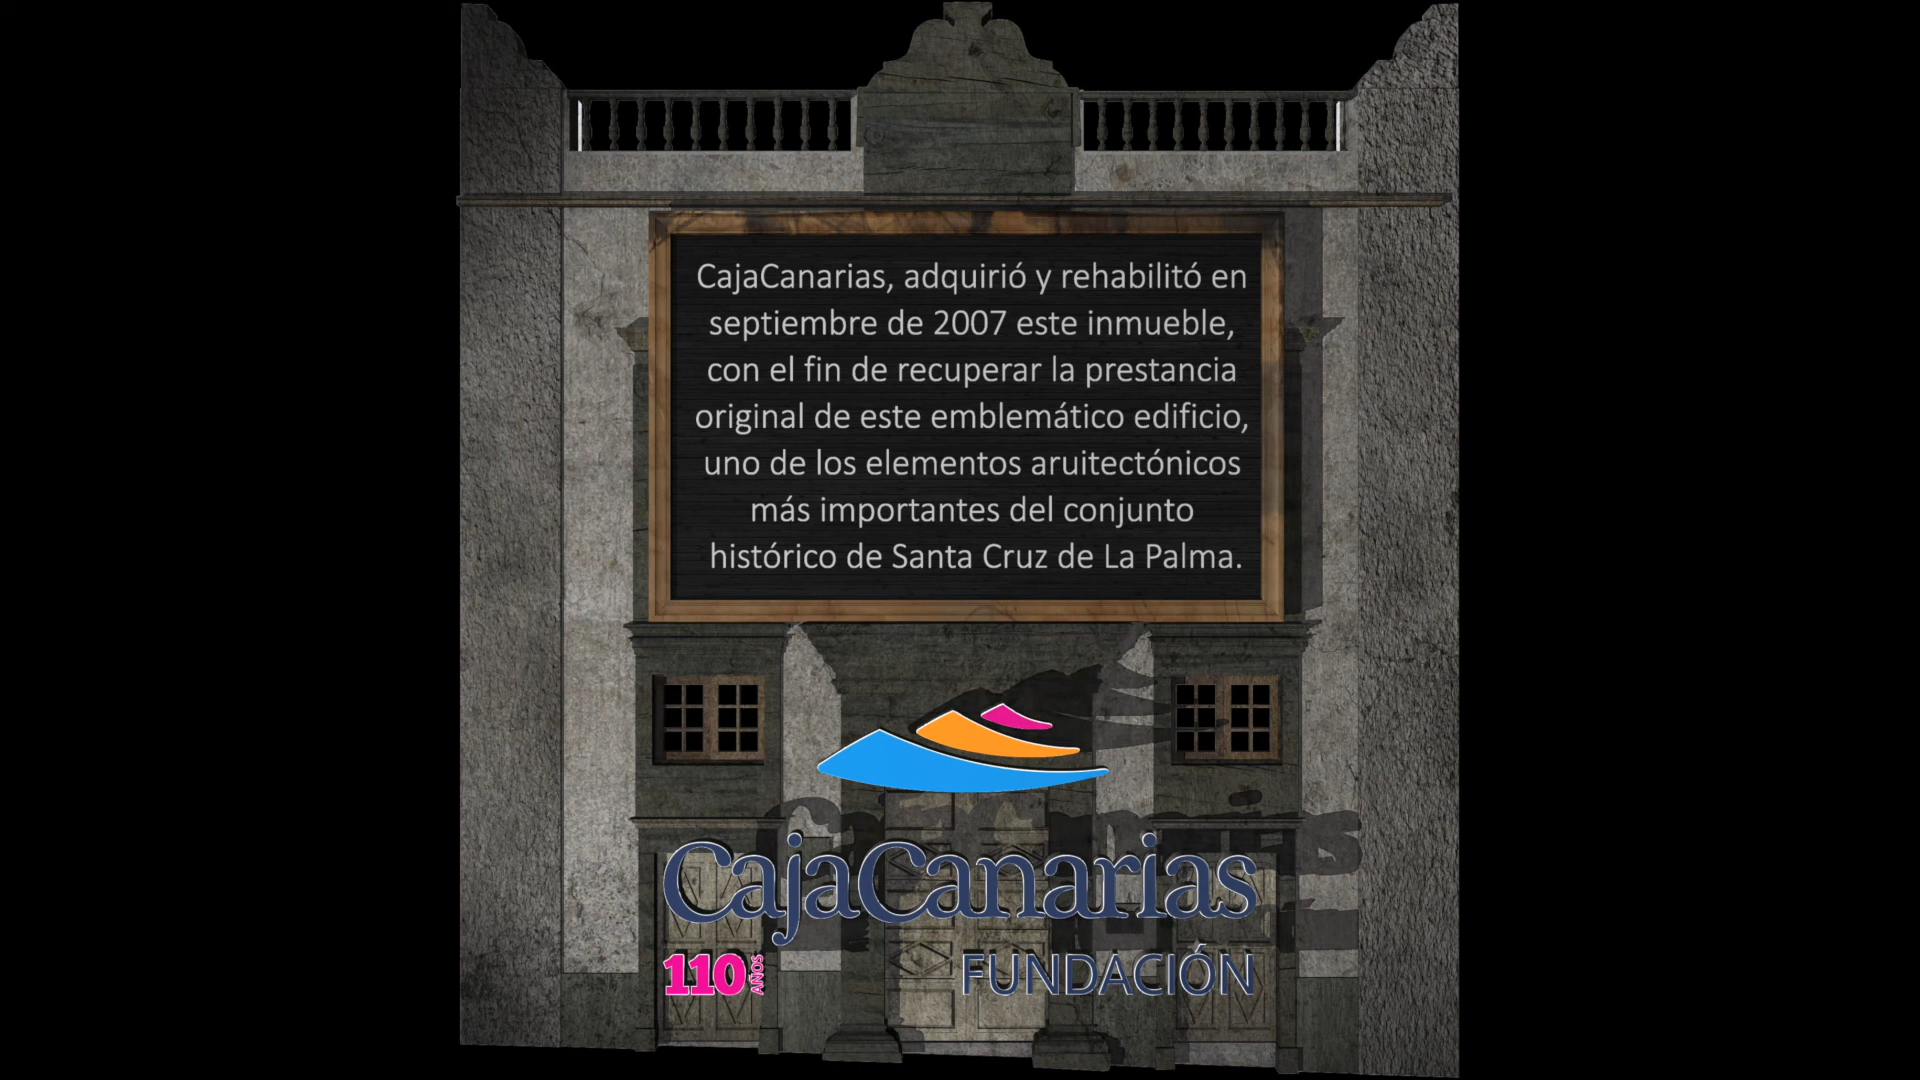 CajaCanarias, adquirió y rehabilitó en
septiembre de 2007 este inmueble,
con el fin de recuperar la prestancia
original de este emblemático edificio,
uno de los elementos aruitectónicos
más importantes del conjunto
histórico de Santa Cruz de La Palma.
CajaCanarias
110 AÑOS FUNDACIÓN